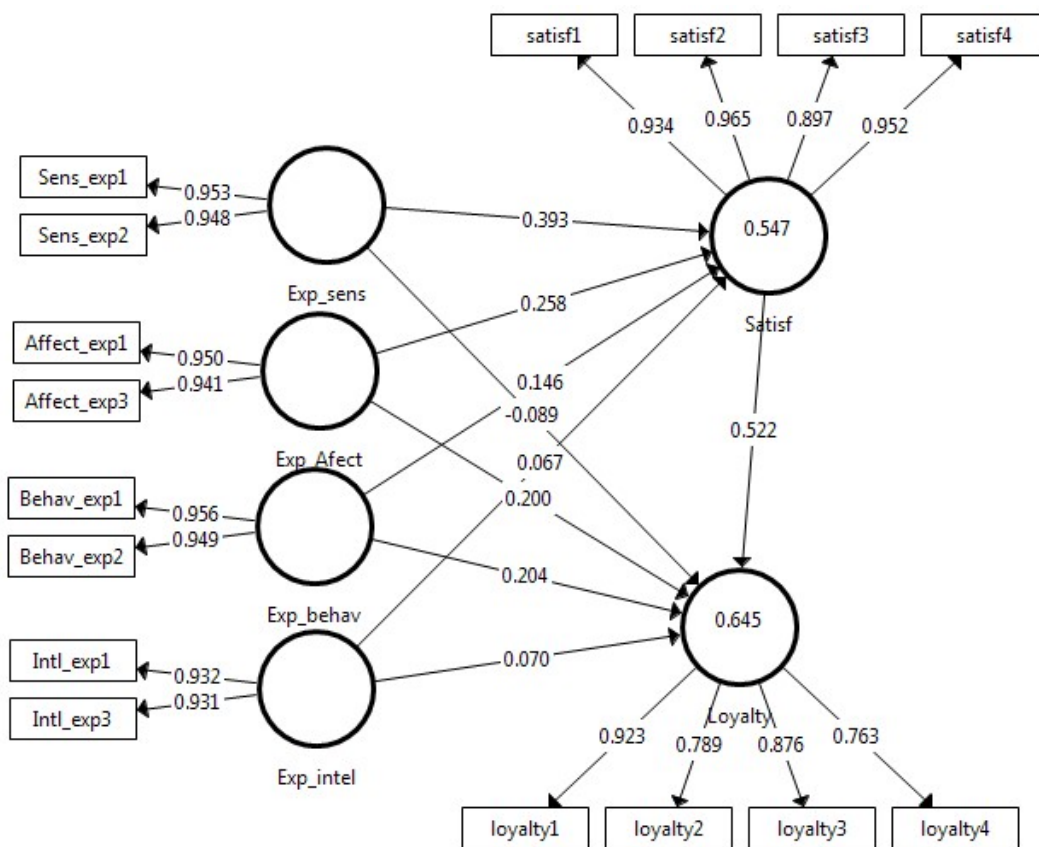 satisf1
satisf2
satisf3
satisf4
0.934
0.965
0.897
0.952
Sens_exp1
0.953
Sens_exp2
0.948
0.393
0.547
Exp_sens
Satisf
Affect_exp1
0.950
Affect_exp3
0.941
0.258
Exp_Afect
0.146
-0.089
0.522
0.067
0.200
Behav_exp1
0.956
Behav_exp2
0.949
0.204
Exp_behav
0.645
Intl_exp1
0.932
Intl_exp3
0.931
0.070
Exp_intel
Loyalty
0.923
0.789
0.876
0.763
loyalty1
loyalty2
loyalty3
loyalty4